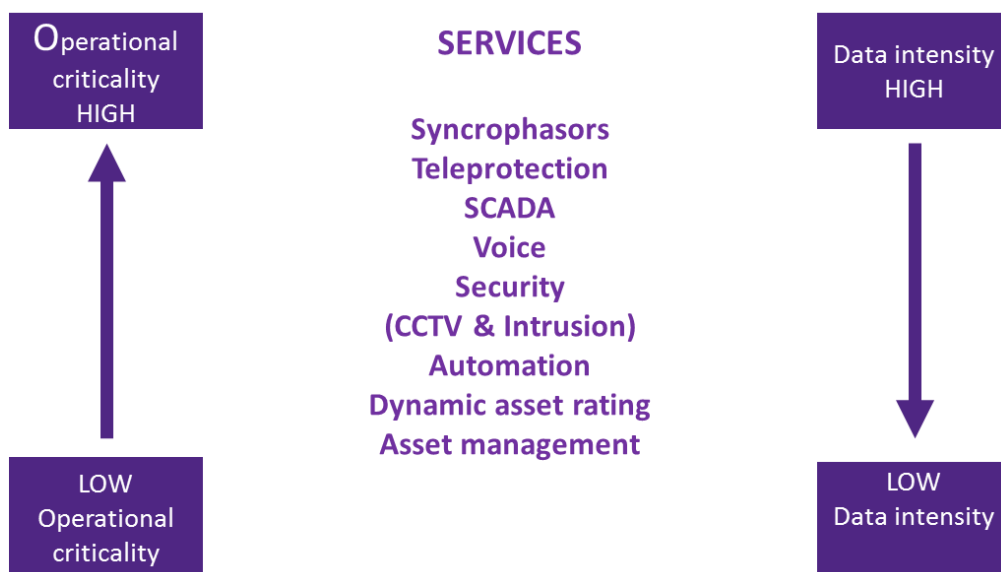 Operational
criticality
HIGH
SERVICES
Data intensity
HIGH
Syncrophasors
Teleprotection
SCADA
Voice
Security
(CCTV & Intrusion)
Automation
Dynamic asset rating
Asset management
LOW
Operational
criticality
LOW
Data intensity